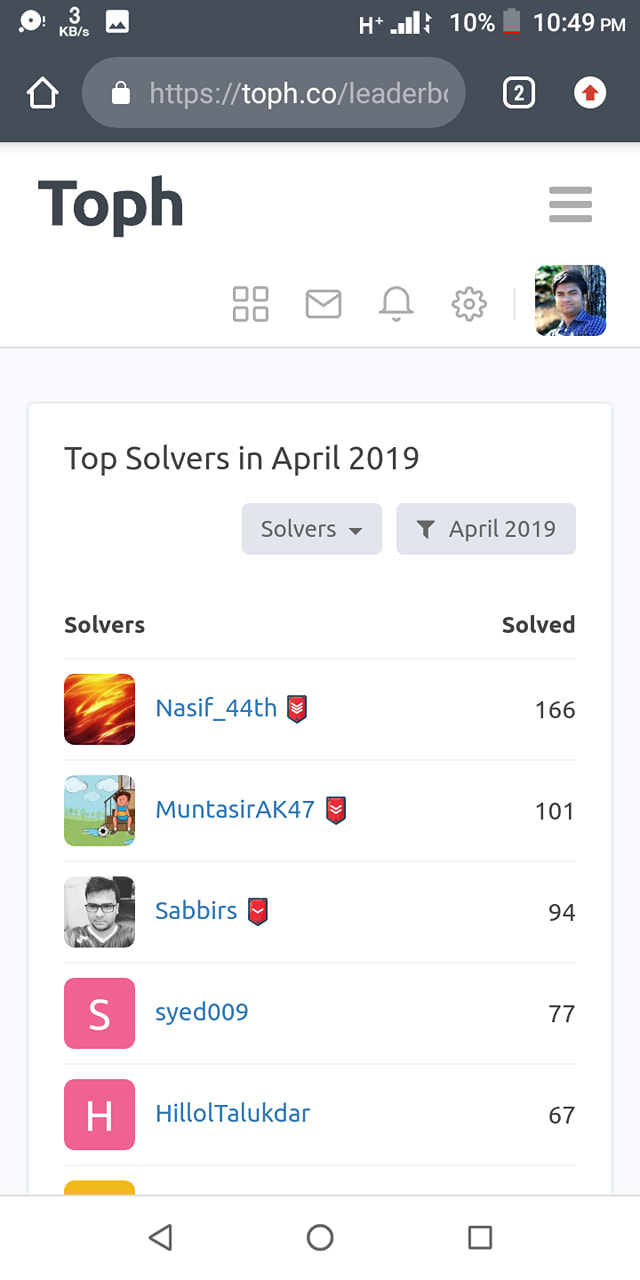 3
KB/s
H+
10%
10:49 PM
https://toph.co/leaderbo
2
Toph
Top Solvers in April 2019
Solvers
April 2019
Solvers Solved
Nasif_44th 166
MuntasirAK47 101
Sabbirs 94
S syed009 77
H HillolTalukdar 67